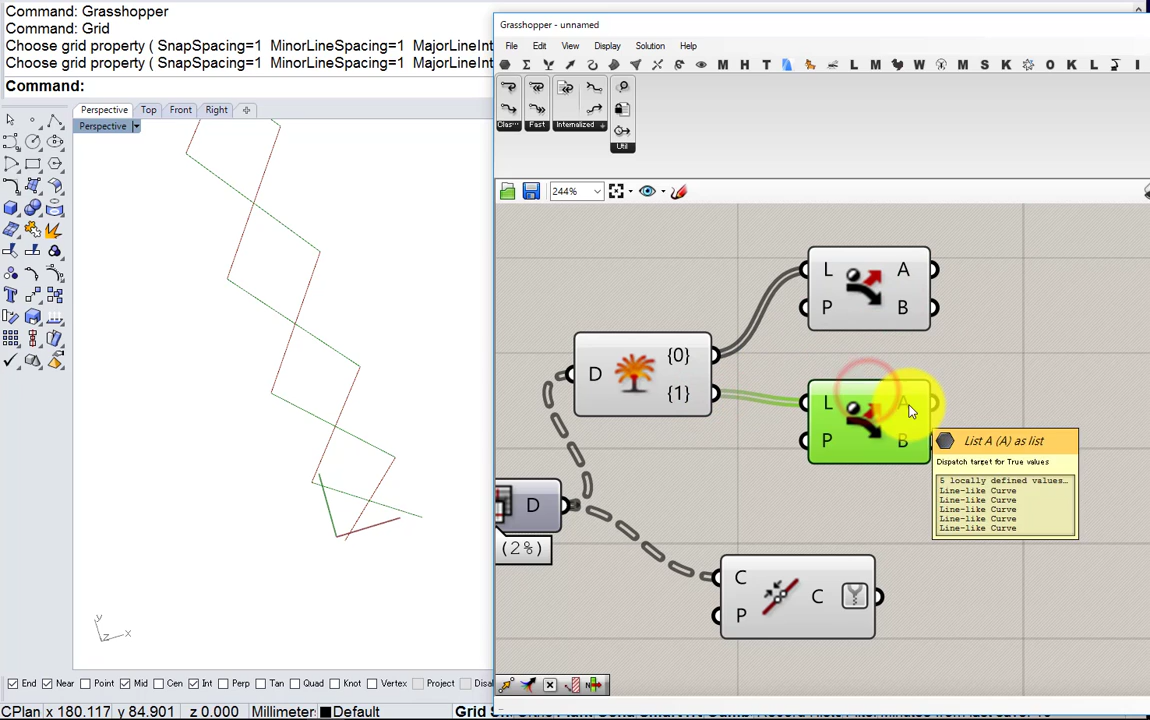 Command: Grasshopper
Command: Grid
Choose grid property ( SnapSpacing=1 MinorLineSpacing=1 MajorLineInt
Choose grid property ( SnapSpacing=1 MinorLineSpacing=1 MajorLineInt
Command:
Perspective Top Front Right
Perspective
Grasshopper - unnamed
File Edit View Display Solution Help
M H T L M W M S K O K L I
Clas... Fast Internalized Util
244%
L A
P B
D {0}
{1}
L A
P B
List A (A) as list
Dispatch target for True values
5 locally defined values...
Line-like Curve
Line-like Curve
Line-like Curve
Line-like Curve
Line-like Curve
D
(2%)
C C
P
y
z x
End Near Point Mid Cen Int Perp Tan Quad Knot Vertex Project Disa
CPlan x 180.117 y 84.901 z 0.000 Millimeter Default Grid S